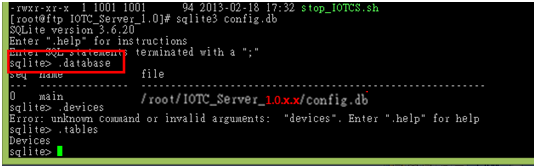 -rwxr-xr-x 1 1001 1001 94 2013-02-18 17:32 stop_IOTCS.sh
[root@ftp IOTC_Server_1.0]# sqlite3 config.db
SQLite version 3.6.20
Enter ".help" for instructions
Enter SQL statements terminated with a ";"
sqlite> .database
seq name file
--- --------------- ----------------------------------------------------------
0 main /root/IOTC_Server_1.0.x.x/config.db
sqlite> .devices
Error: unknown command or invalid arguments: "devices". Enter ".help" for help
sqlite> .tables
Devices
sqlite>